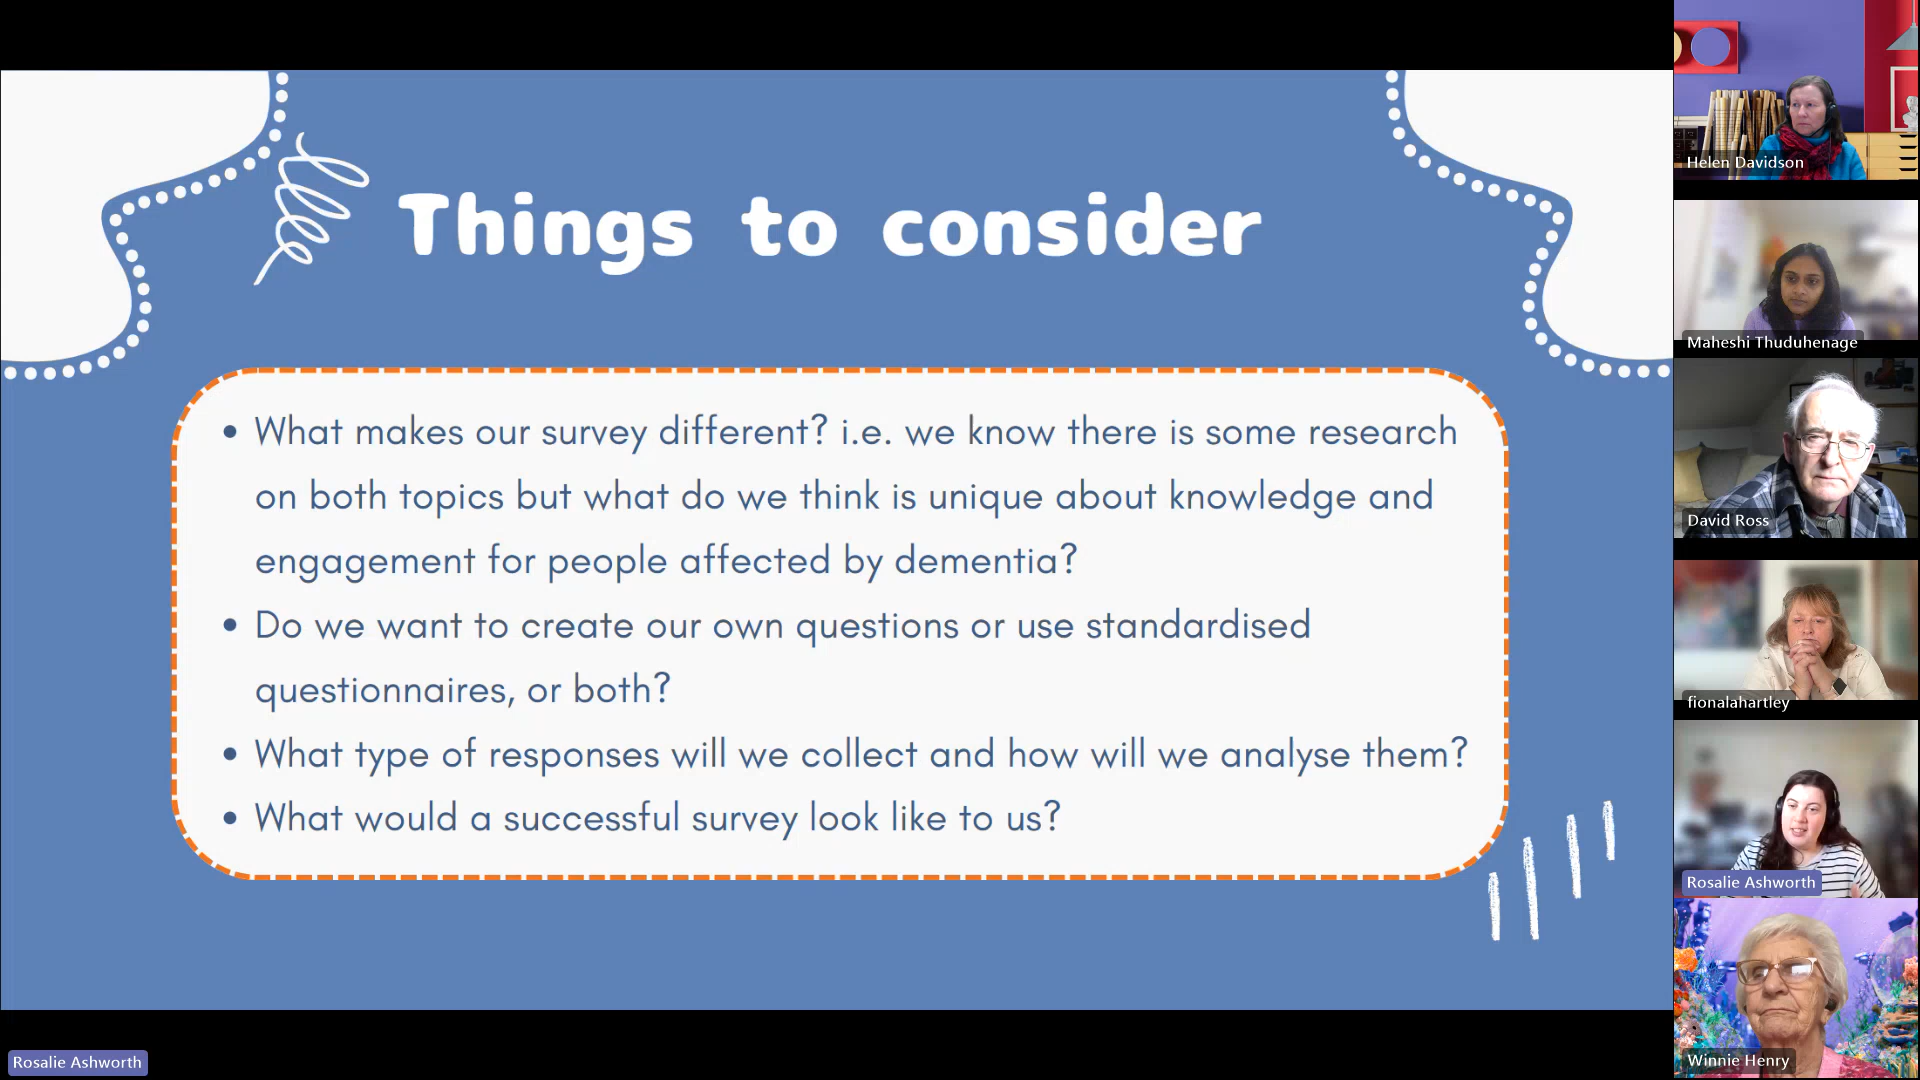 Things to consider
• What makes our survey different? i.e. we know there is some research
on both topics but what do we think is unique about knowledge and
engagement for people affected by dementia?
• Do we want to create our own questions or use standardised
questionnaires, or both?
• What type of responses will we collect and how will we analyse them?
• What would a successful survey look like to us?
Rosalie Ashworth
Helen Davidson
Maheshi Thuduhenage
David Ross
fionalahartley
Rosalie Ashworth
Winnie Henry